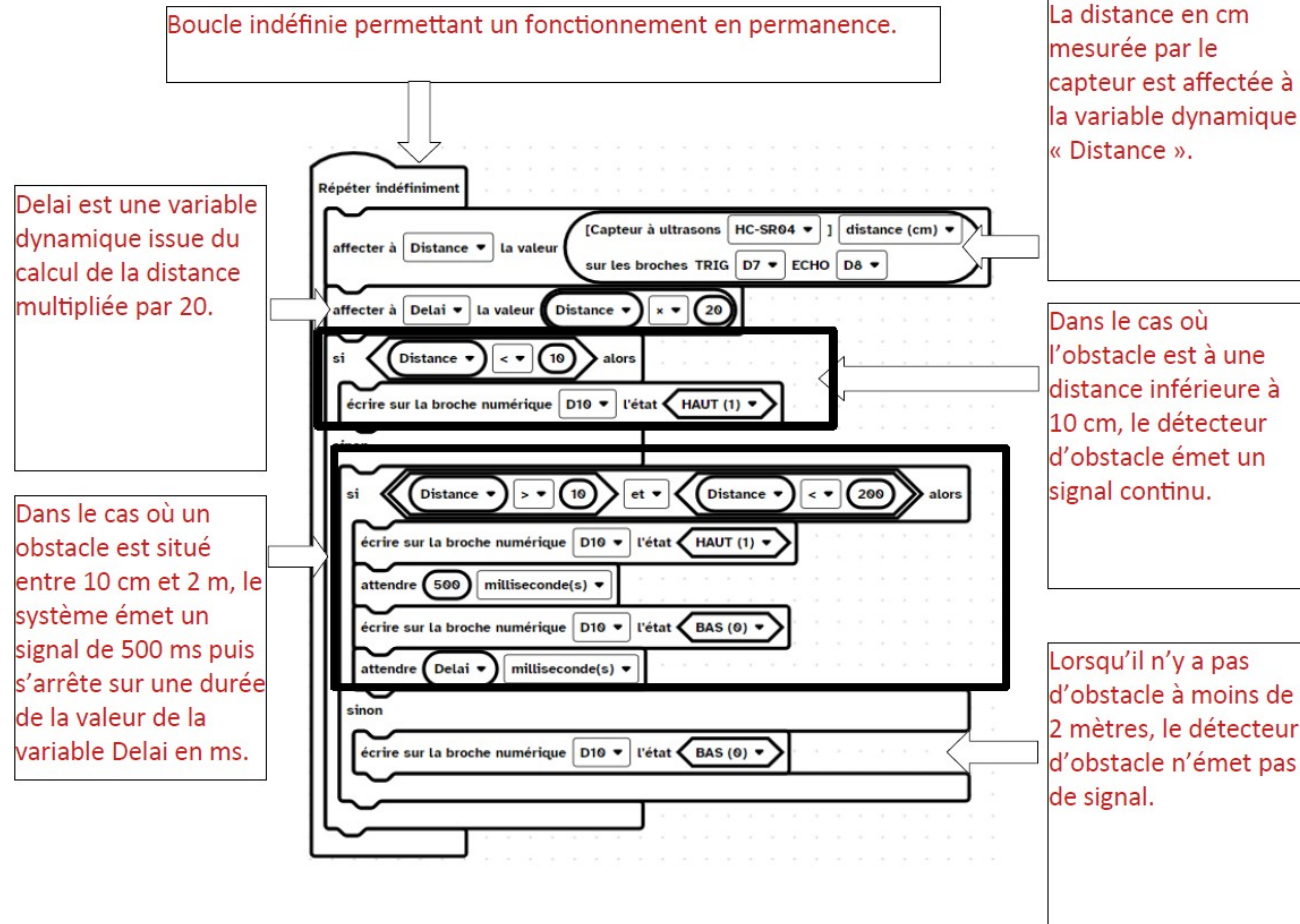 Boucle indéfinie permettant un fonctionnement en permanence.
La distance en cm
mesurée par le
capteur est affectée à
la variable dynamique
« Distance ».
Delai est une variable
dynamique issue du
calcul de la distance
multipliée par 20.
Répéter indéfiniment
affecter à Distance la valeur [Capteur à ultrasons HC-SR04 ] distance (cm)
sur les broches TRIG D7 ECHO D8
affecter à Delai la valeur Distance × 20
si Distance < 10 alors
écrire sur la broche numérique D10 l'état HAUT (1)
sinon
si Distance > 10 et Distance < 200 alors
écrire sur la broche numérique D10 l'état HAUT (1)
attendre 500 milliseconde(s)
écrire sur la broche numérique D10 l'état BAS (0)
attendre Delai milliseconde(s)
sinon
écrire sur la broche numérique D10 l'état BAS (0)
Dans le cas où
l'obstacle est à une
distance inférieure à
10 cm, le détecteur
d'obstacle émet un
signal continu.
Dans le cas où un
obstacle est situé
entre 10 cm et 2 m, le
système émet un
signal de 500 ms puis
s'arrête sur une durée
de la valeur de la
variable Delai en ms.
Lorsqu'il n'y a pas
d'obstacle à moins de
2 mètres, le détecteur
d'obstacle n'émet pas
de signal.